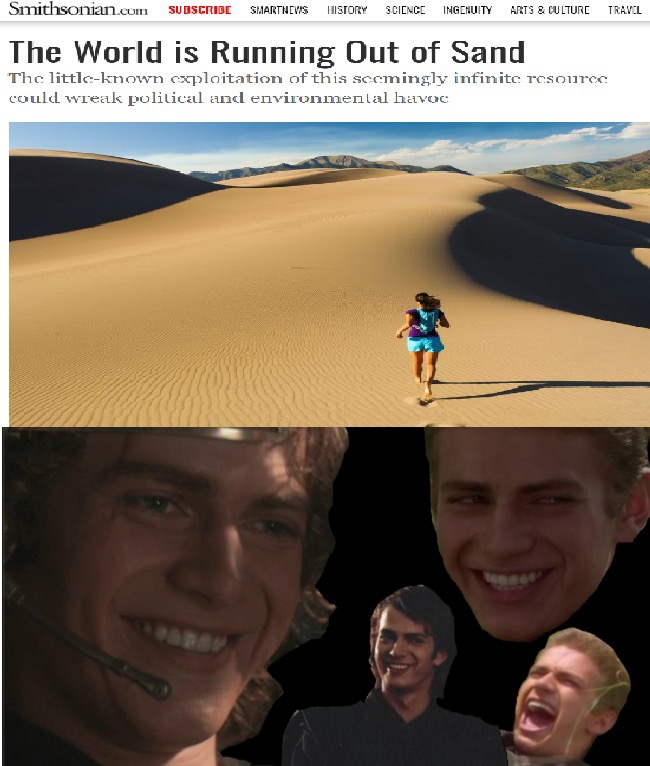 Smithsonian.com SUBSCRIBE SMARTNEWS HISTORY SCIENCE INGENUITY ARTS & CULTURE TRAVEL
The World is Running Out of Sand
The little-known exploitation of this seemingly infinite resource
could wreak political and environmental havoc